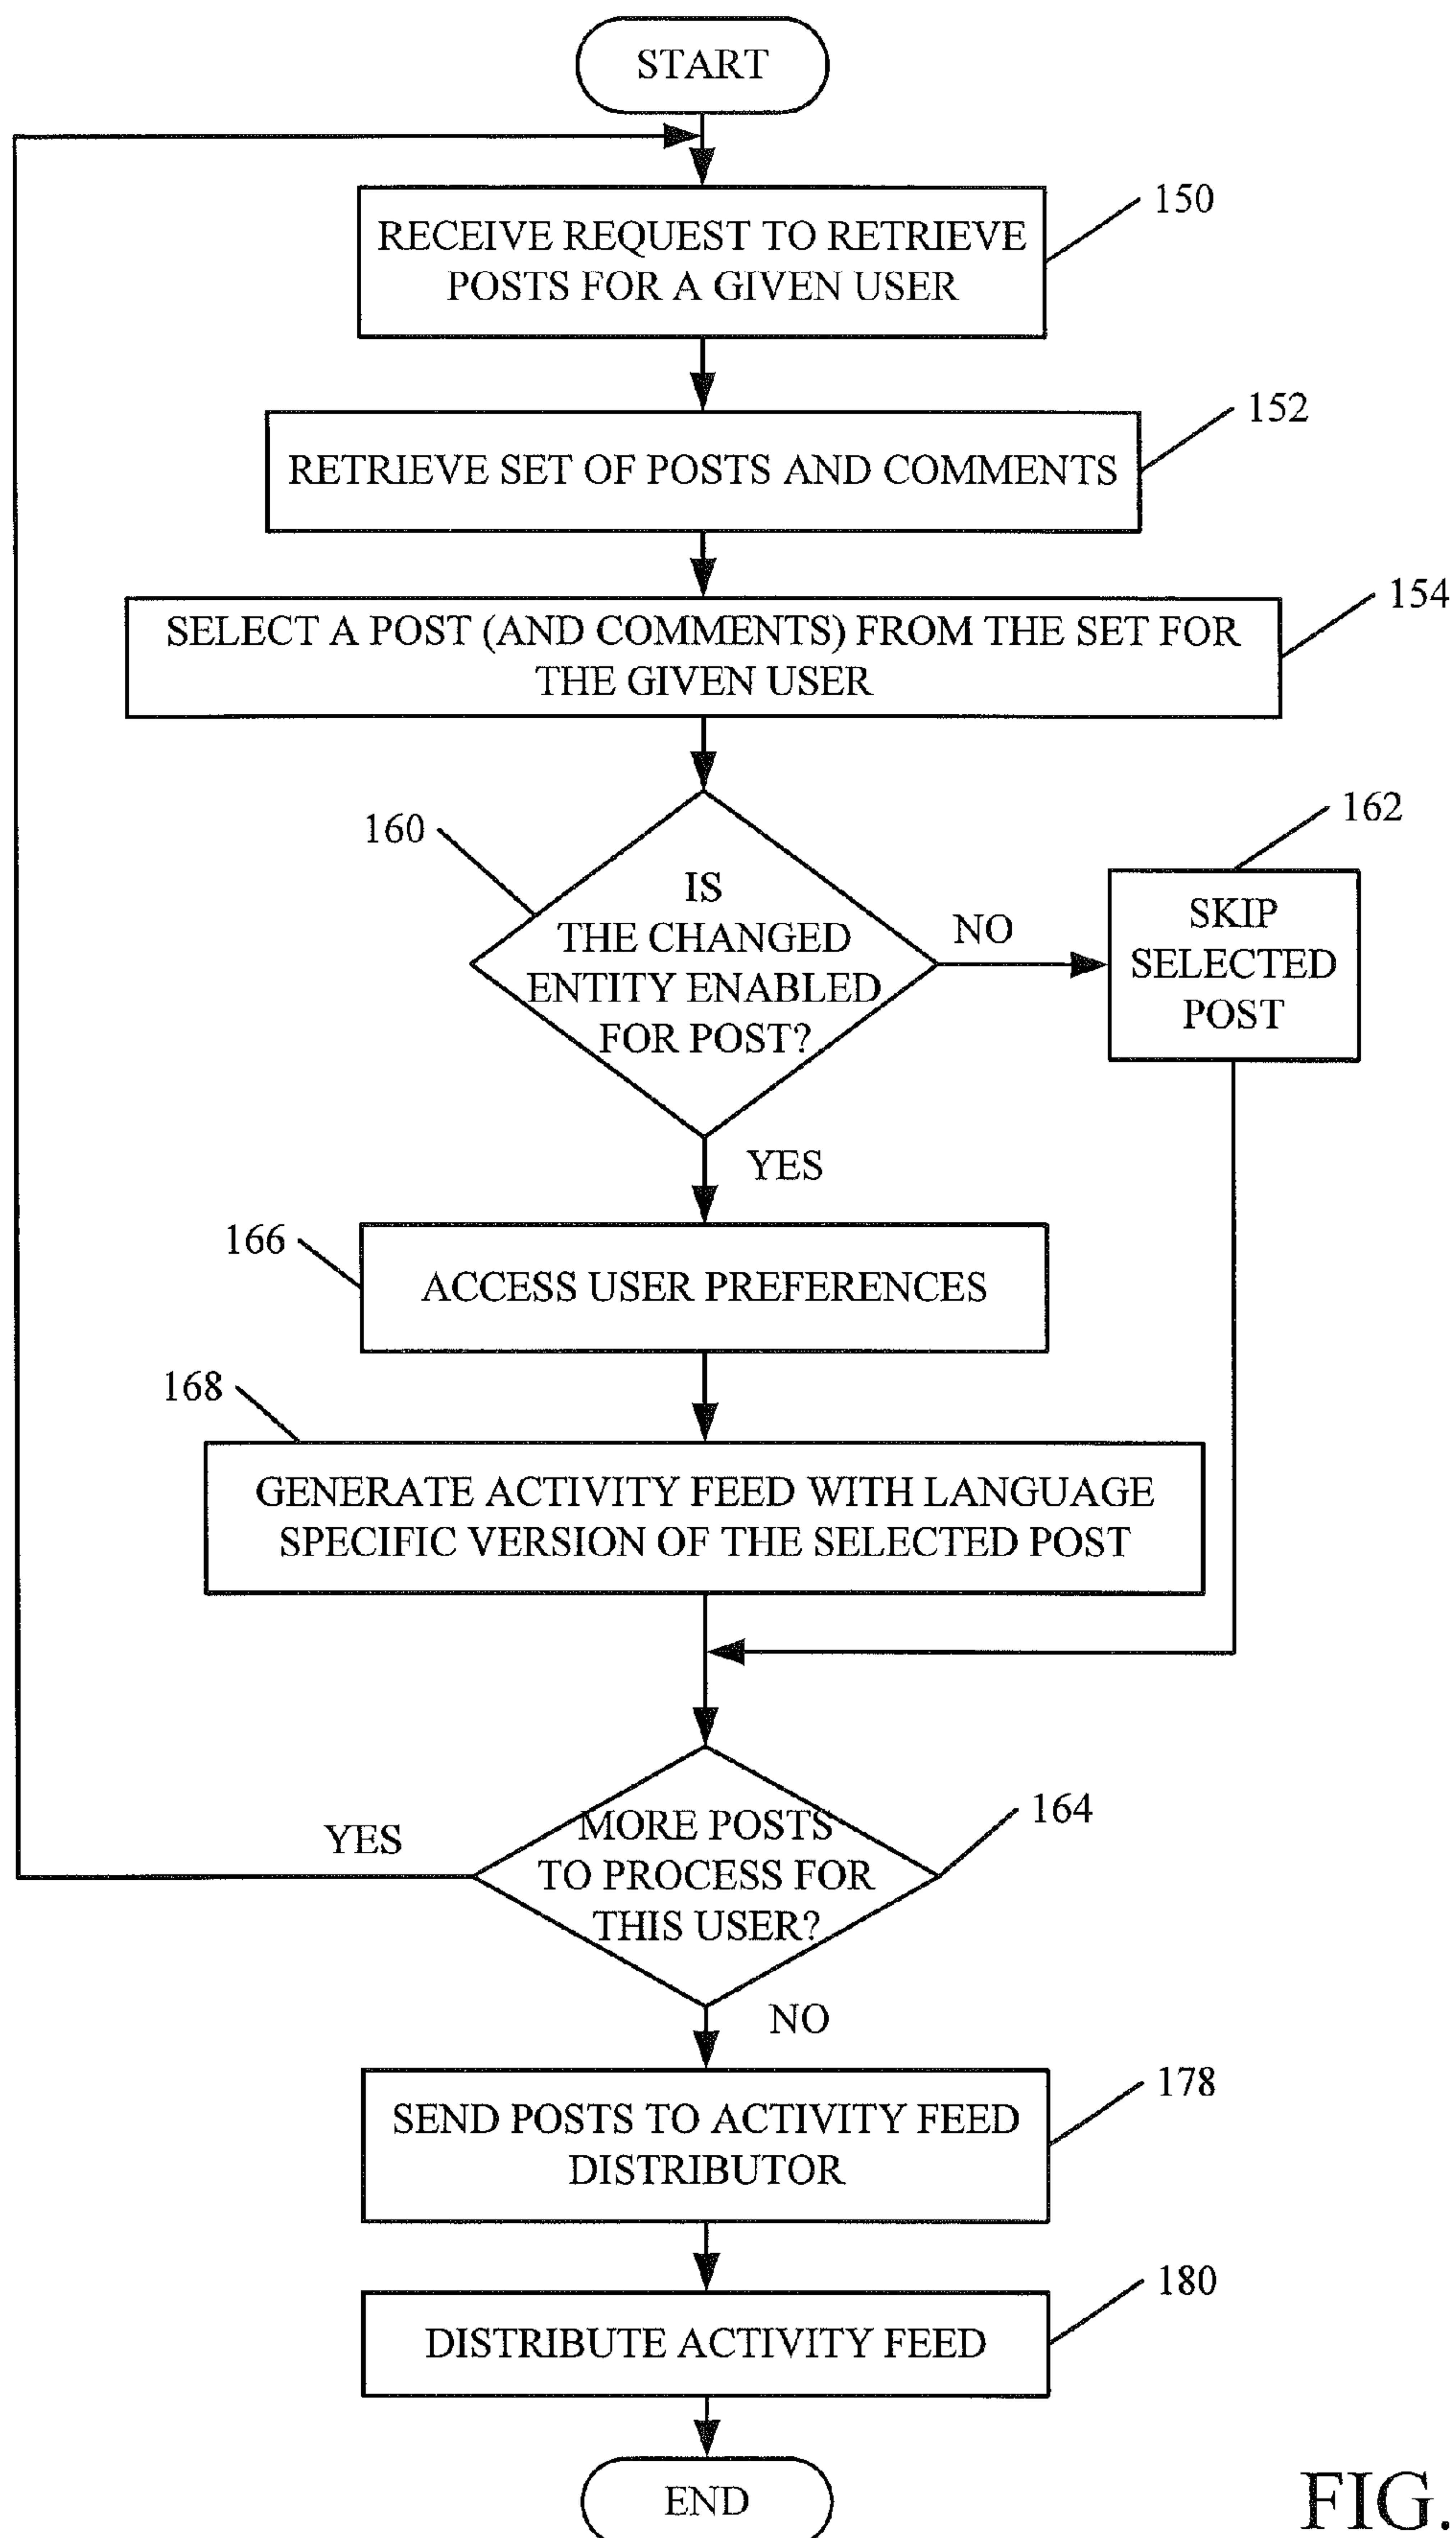 START
150
RECEIVE REQUEST TO RETRIEVE
POSTS FOR A GIVEN USER
152
RETRIEVE SET OF POSTS AND COMMENTS
154
SELECT A POST (AND COMMENTS) FROM THE SET FOR
THE GIVEN USER
160
162
IS
THE CHANGED
ENTITY ENABLED
FOR POST?
NO
SKIP
SELECTED
POST
YES
166
ACCESS USER PREFERENCES
168
GENERATE ACTIVITY FEED WITH LANGUAGE
SPECIFIC VERSION OF THE SELECTED POST
164
YES
MORE POSTS
TO PROCESS FOR
THIS USER?
NO
178
SEND POSTS TO ACTIVITY FEED
DISTRIBUTOR
180
DISTRIBUTE ACTIVITY FEED
END
FIG.